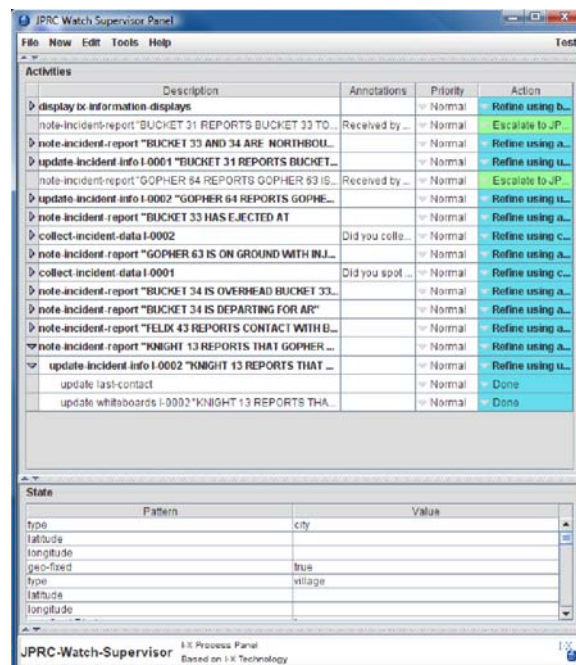 JPRC Watch Supervisor Panel
File New Edit Tools Help Test
Activities
Description Annotations Priority Action
display ix-information-displays Normal Refine using b...
note-incident-report "BUCKET 31 REPORTS BUCKET 33 TO... Received by ... Normal Escalate to JP...
note-incident-report "BUCKET 33 AND 34 ARE NORTHBOU... Normal Refine using a...
update-incident-info I-0001 "BUCKET 31 REPORTS BUCKET... Normal Refine using u...
note-incident-report "GOPHER 64 REPORTS GOPHER 63 IS... Received by ... Normal Escalate to JP...
update-incident-info I-0002 "GOPHER 64 REPORTS GOPHE... Normal Refine using u...
note-incident-report "BUCKET 33 HAS EJECTED AT Normal Refine using a...
collect-incident-data I-0002 Did you colle... Normal Refine using c...
note-incident-report "GOPHER 63 IS ON GROUND WITH INJ... Normal Refine using a...
collect-incident-data I-0001 Did you spot ... Normal Refine using c...
note-incident-report "BUCKET 34 IS OVERHEAD BUCKET 33... Normal Refine using a...
note-incident-report "BUCKET 34 IS DEPARTING FOR AR" Normal Refine using a...
note-incident-report "FELIX 43 REPORTS CONTACT WITH B... Normal Refine using a...
note-incident-report "KNIGHT 13 REPORTS THAT GOPHER ... Normal Refine using a...
update-incident-info I-0002 "KNIGHT 13 REPORTS THAT ... Normal Refine using u...
update last-contact Normal Done
update whiteboards I-0002 "KNIGHT 13 REPORTS THA... Normal Done
State
Pattern Value
type city
latitude
longitude
geo-fixed true
type village
latitude
longitude
JPRC-Watch-Supervisor I-X Process Panel
Based on I-X Technology
I-X